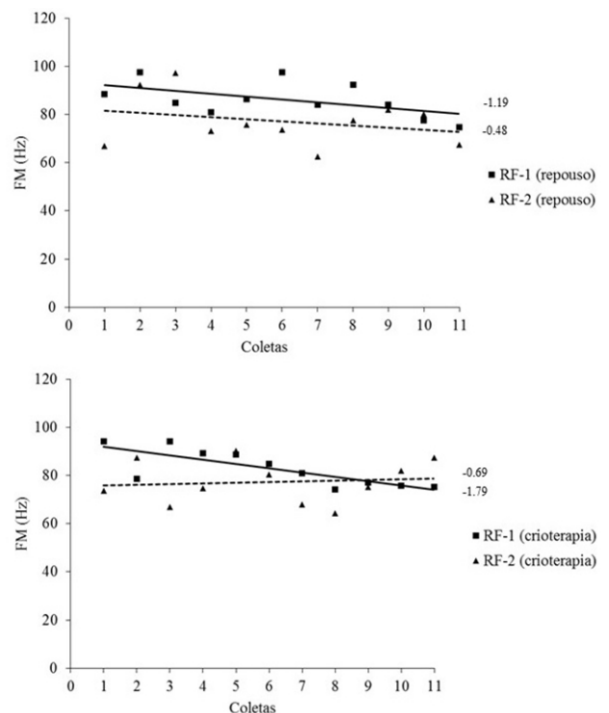 120
100
80
60
40
20
0
FM (Hz)
0 1 2 3 4 5 6 7 8 9 10 11
Coletas
-1.19
-0.48
RF-1 (repouso)
RF-2 (repouso)
120
100
80
60
40
20
0
FM (Hz)
0 1 2 3 4 5 6 7 8 9 10 11
Coletas
-0.69
-1.79
RF-1 (crioterapia)
RF-2 (crioterapia)